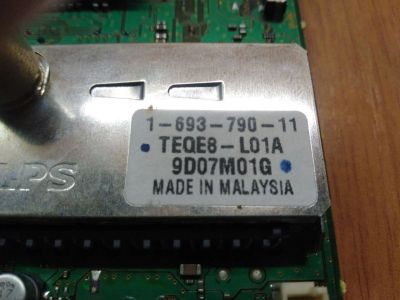 1-693-790-11
TEQE8-L01A
9D07M01G
MADE IN MALAYSIA